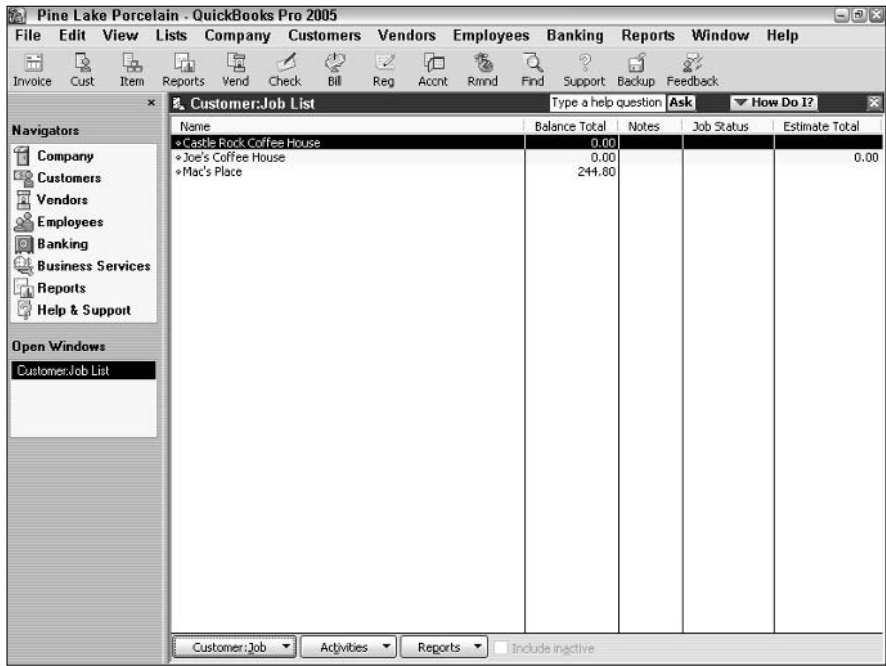 Pine Lake Porcelain - QuickBooks Pro 2005
File Edit View Lists Company Customers Vendors Employees Banking Reports Window Help
Invoice Cust Item Reports Vend Check Bill Reg Accnt Rmnd Find Support Backup Feedback
Customer:Job List Type a help question Ask How Do I?
Navigators
Company
Customers
Vendors
Employees
Banking
Business Services
Reports
Help & Support
Open Windows
Customer:Job List
Name Balance Total Notes Job Status Estimate Total
Castle Rock Coffee House 0.00
Joe's Coffee House 0.00 0.00
Mac's Place 244.80
Customer:Job Activities Reports Include inactive